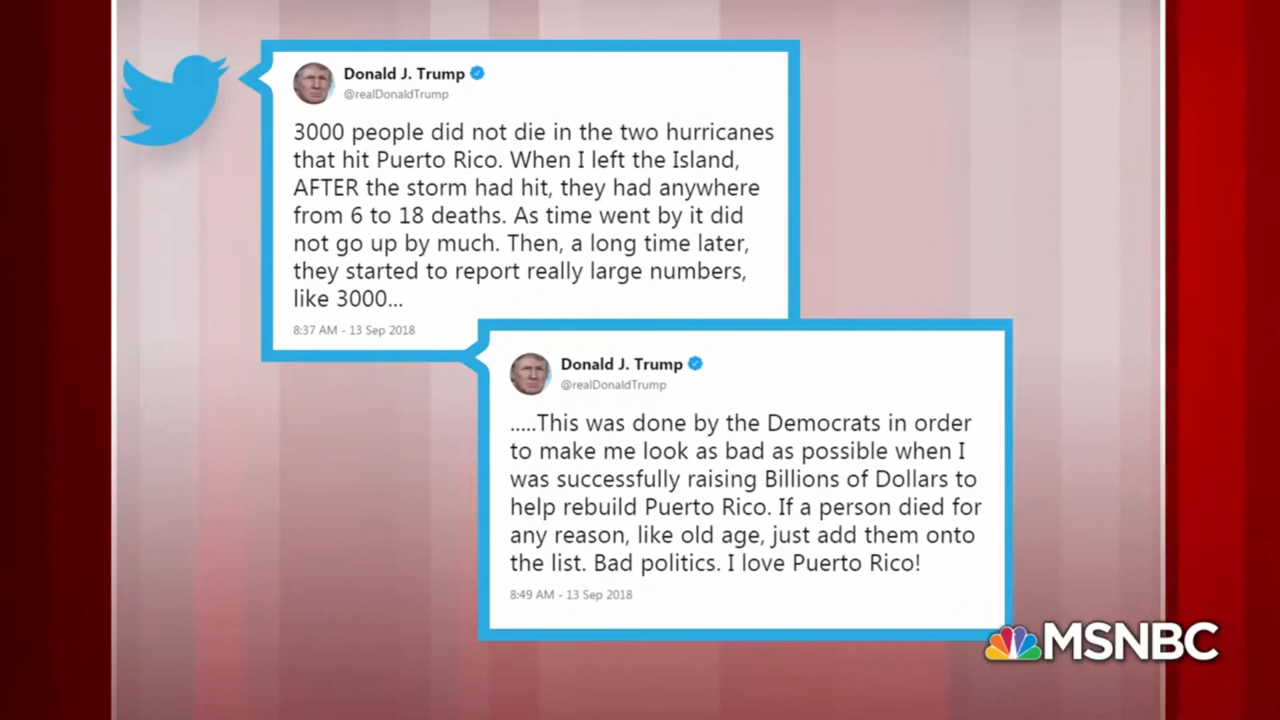 Donald J. Trump
@realDonaldTrump
3000 people did not die in the two hurricanes
that hit Puerto Rico. When I left the Island,
AFTER the storm had hit, they had anywhere
from 6 to 18 deaths. As time went by it did
not go up by much. Then, a long time later,
they started to report really large numbers,
like 3000...
8:37 AM - 13 Sep 2018
Donald J. Trump
@realDonaldTrump
.....This was done by the Democrats in order
to make me look as bad as possible when I
was successfully raising Billions of Dollars to
help rebuild Puerto Rico. If a person died for
any reason, like old age, just add them onto
the list. Bad politics. I love Puerto Rico!
8:49 AM - 13 Sep 2018
MSNBC